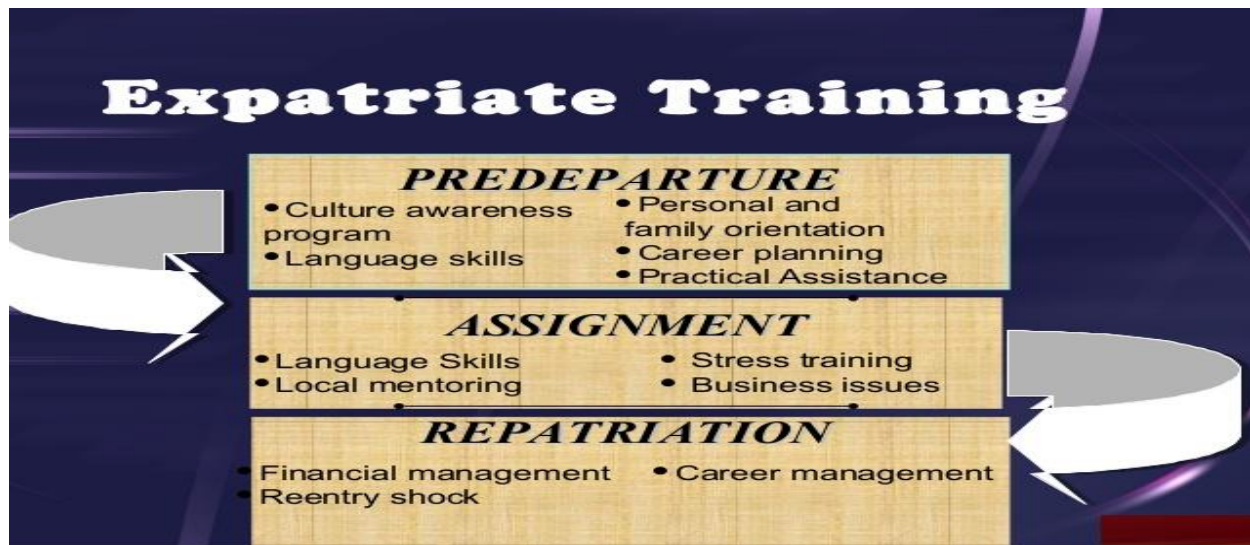 Expatriate Training
PREDEPARTURE
• Culture awareness
program
• Language skills
• Personal and
family orientation
• Career planning
• Practical Assistance
ASSIGNMENT
• Language Skills
• Local mentoring
• Stress training
• Business issues
REPATRIATION
• Financial management
• Reentry shock
• Career management